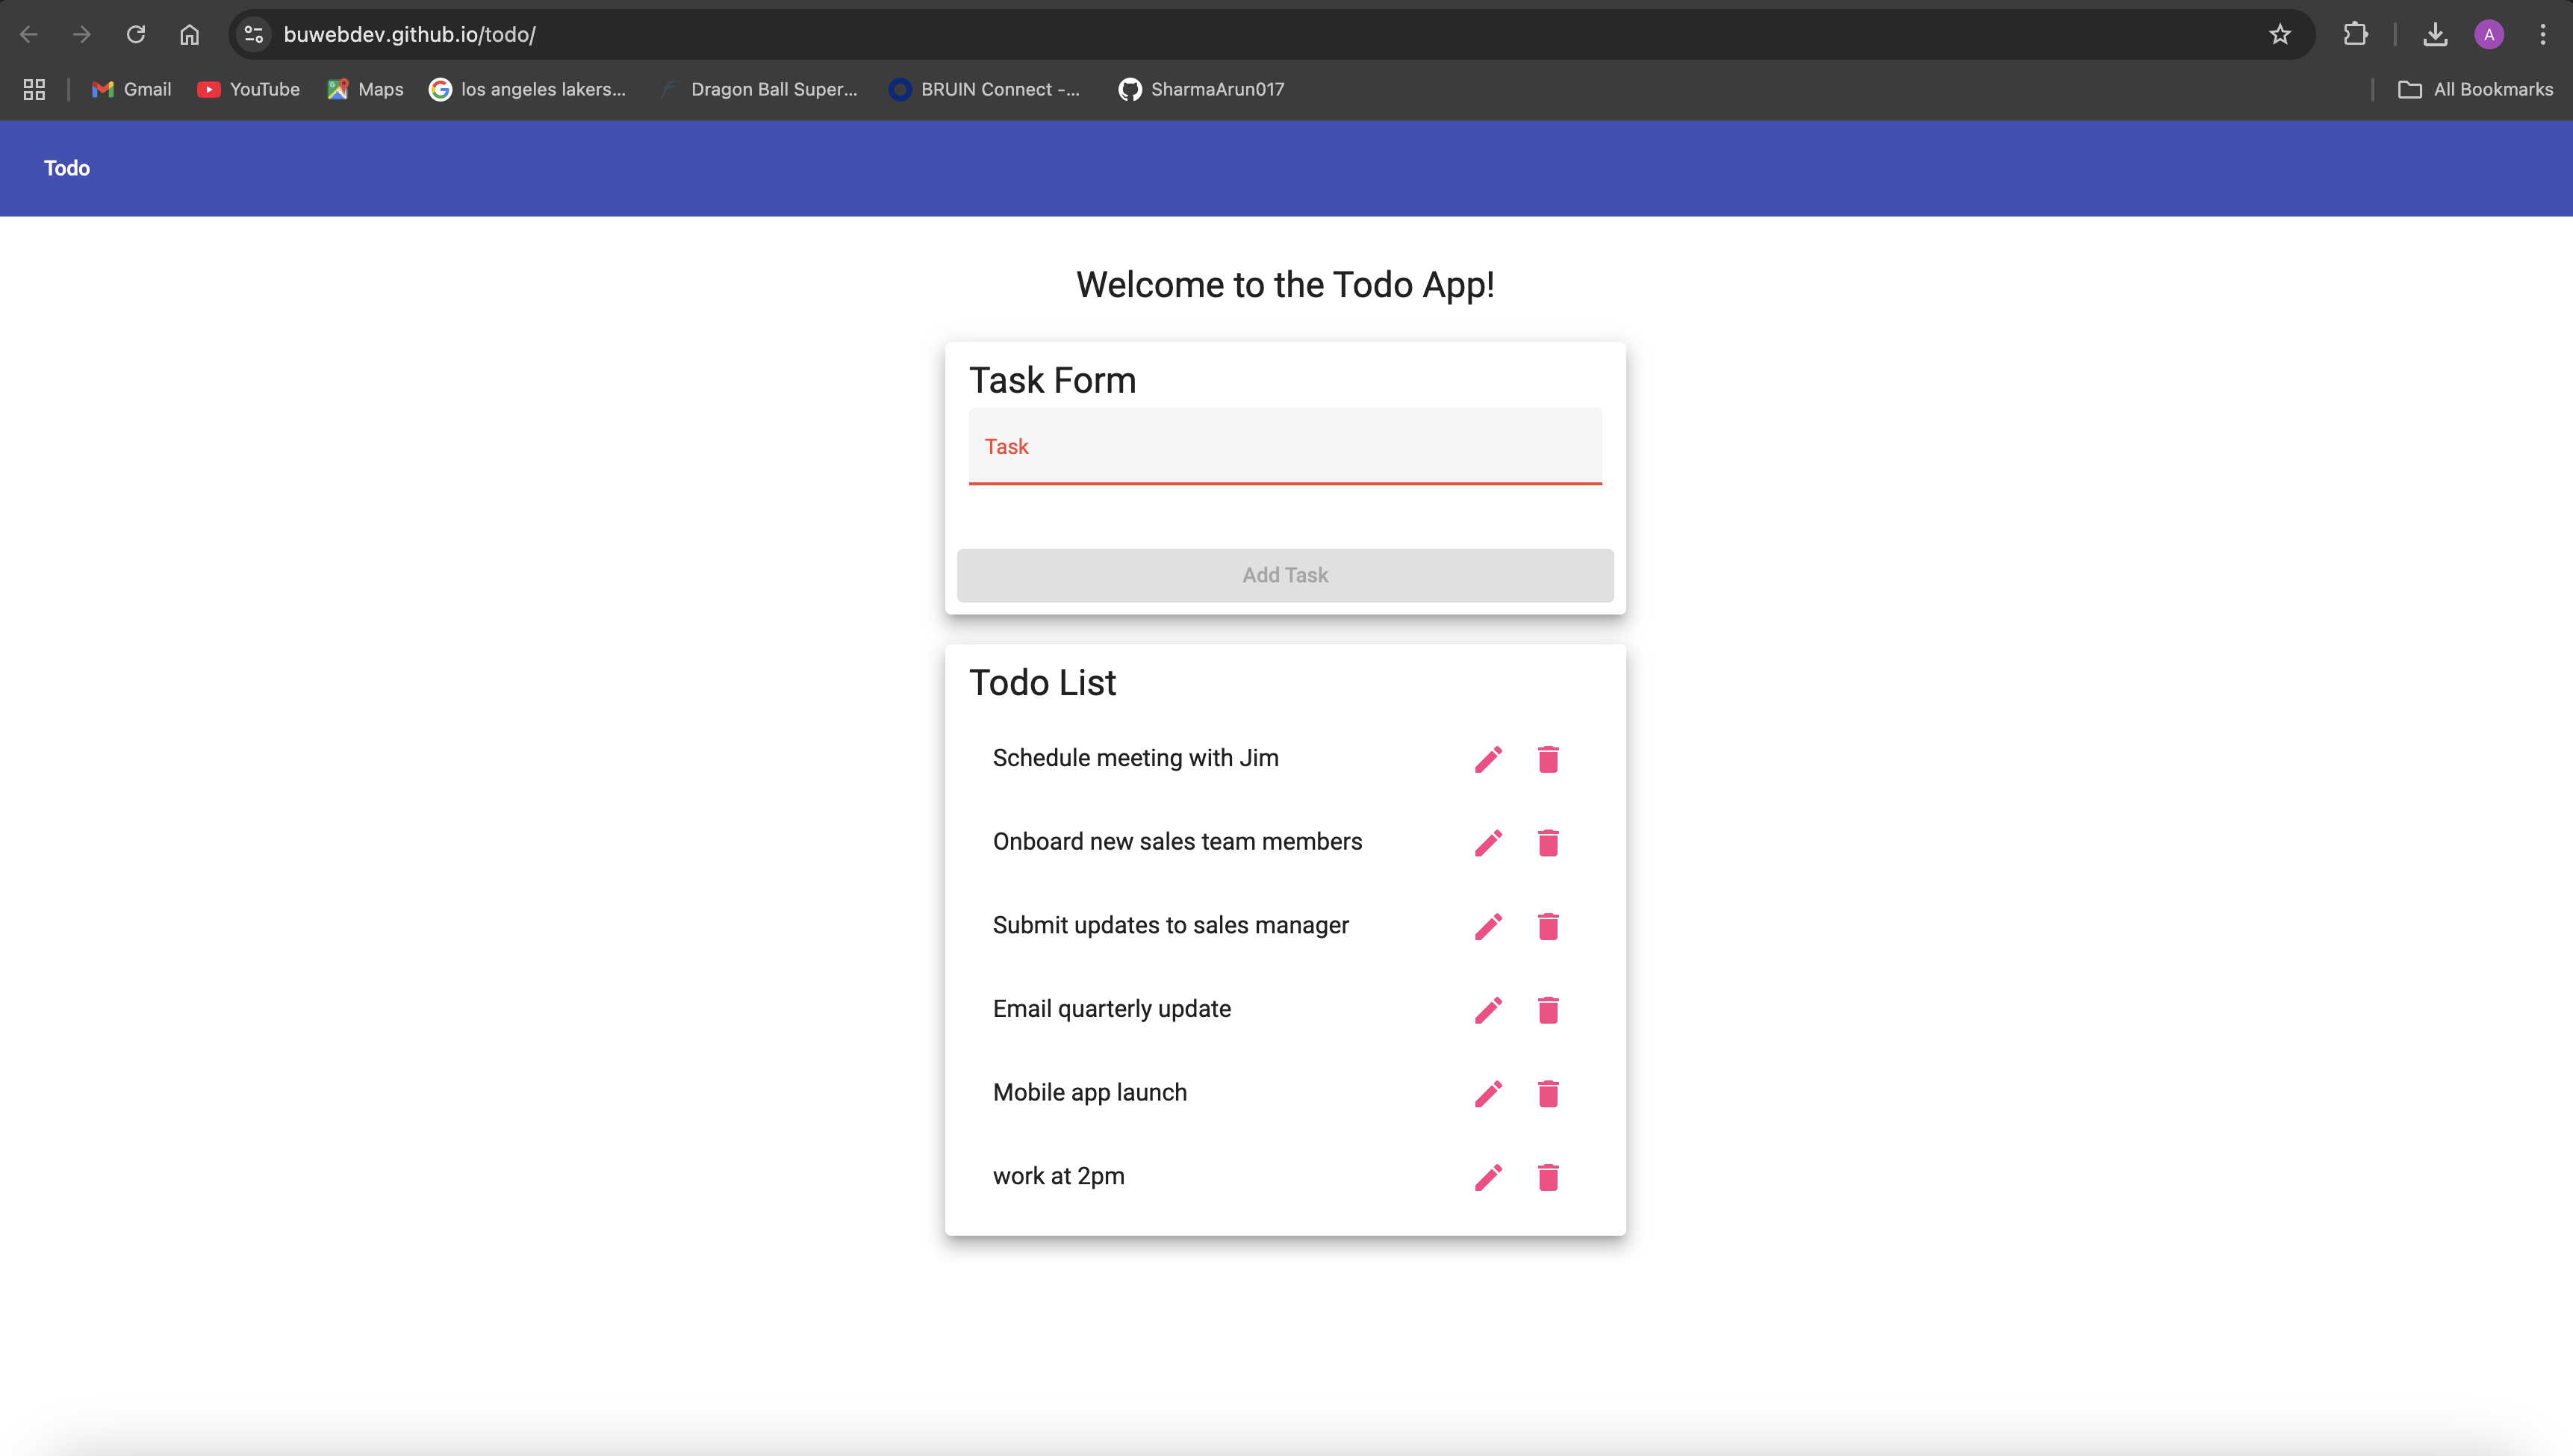 buwebdev.github.io/todo/
A
Gmail
YouTube
Maps
los angeles lakers...
Dragon Ball Super...
BRUIN Connect -...
SharmaArun017
All Bookmarks
Todo
Welcome to the Todo App!
Task Form
Task
Add Task
Todo List
Schedule meeting with Jim
Onboard new sales team members
Submit updates to sales manager
Email quarterly update
Mobile app launch
work at 2pm